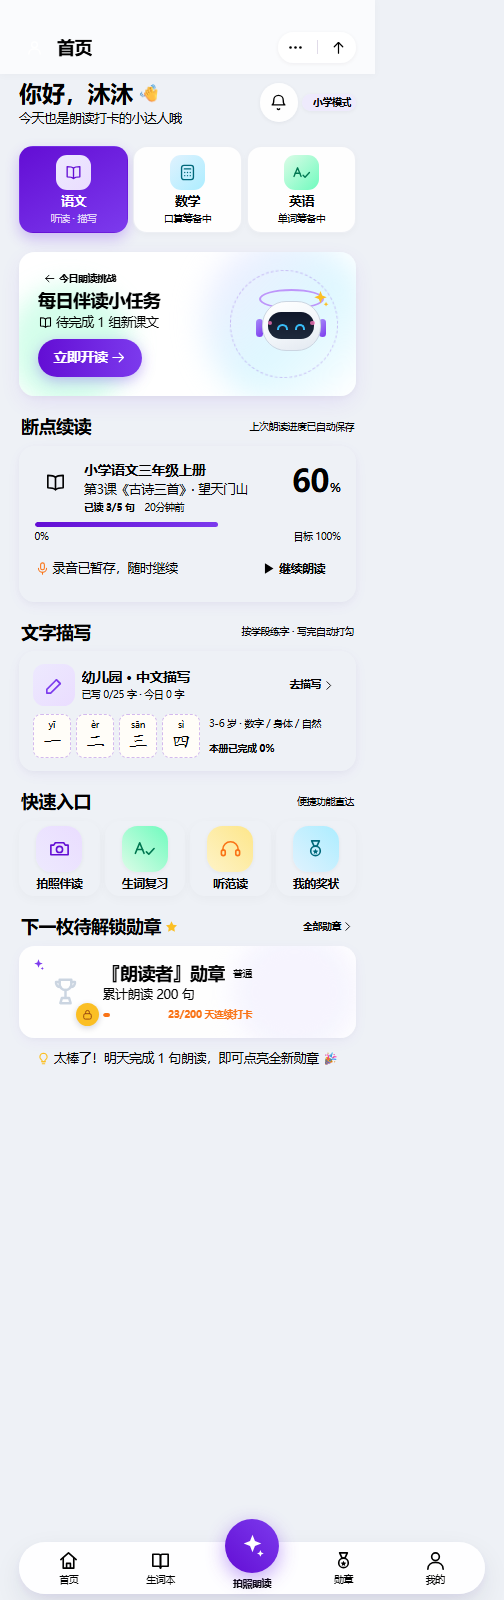 首页
你好，沐沐
今天也是朗读打卡的小达人哦
小学模式
语文
听读 · 描写
数学
口算筹备中
英语
单词筹备中
今日朗读挑战
每日伴读小任务
待完成 1 组新课文
立即开读
断点续读
上次朗读进度已自动保存
小学语文三年级上册
第3课《古诗三首》· 望天门山
已读 3/5 句 20分钟前
60%
0%
目标 100%
录音已暂存，随时继续
继续朗读
文字描写
按学段练字 · 写完自动打勾
幼儿园 • 中文描写
已写 0/25 字 · 今日 0 字
去描写
yī
èr
sān
sì
一
二
三
四
3-6 岁 · 数字 / 身体 / 自然
本册已完成 0%
快速入口
便捷功能直达
拍照伴读
生词复习
听范读
我的奖状
下一枚待解锁勋章
全部勋章
『朗读者』勋章
普通
累计朗读 200 句
23/200 天连续打卡
太棒了！明天完成 1 句朗读，即可点亮全新勋章
首页
生词本
拍照朗读
勋章
我的